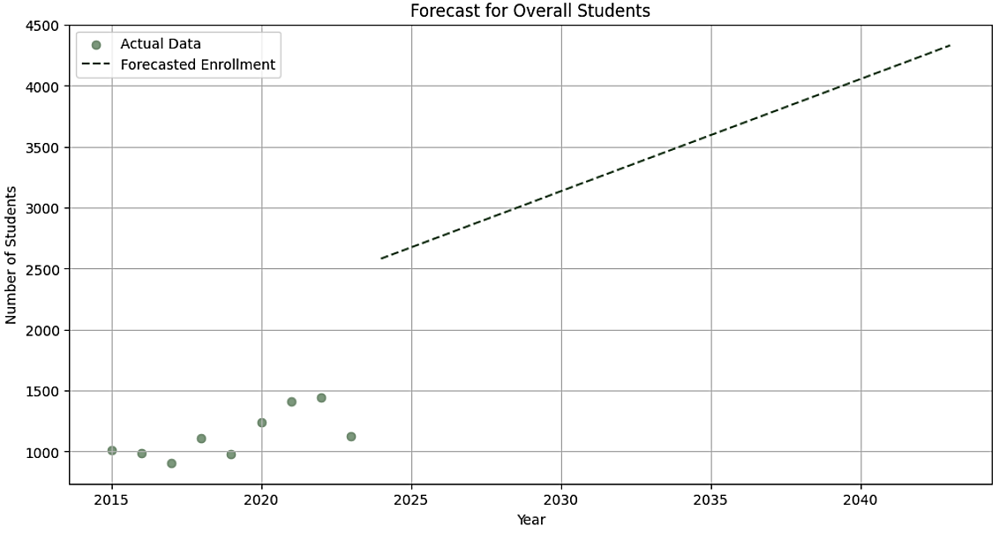 Forecast for Overall Students
4500
4000
3500
3000
2500
2000
1500
1000
Number of Students
Actual Data
Forecasted Enrollment
2015 2020 2025 2030 2035 2040
Year